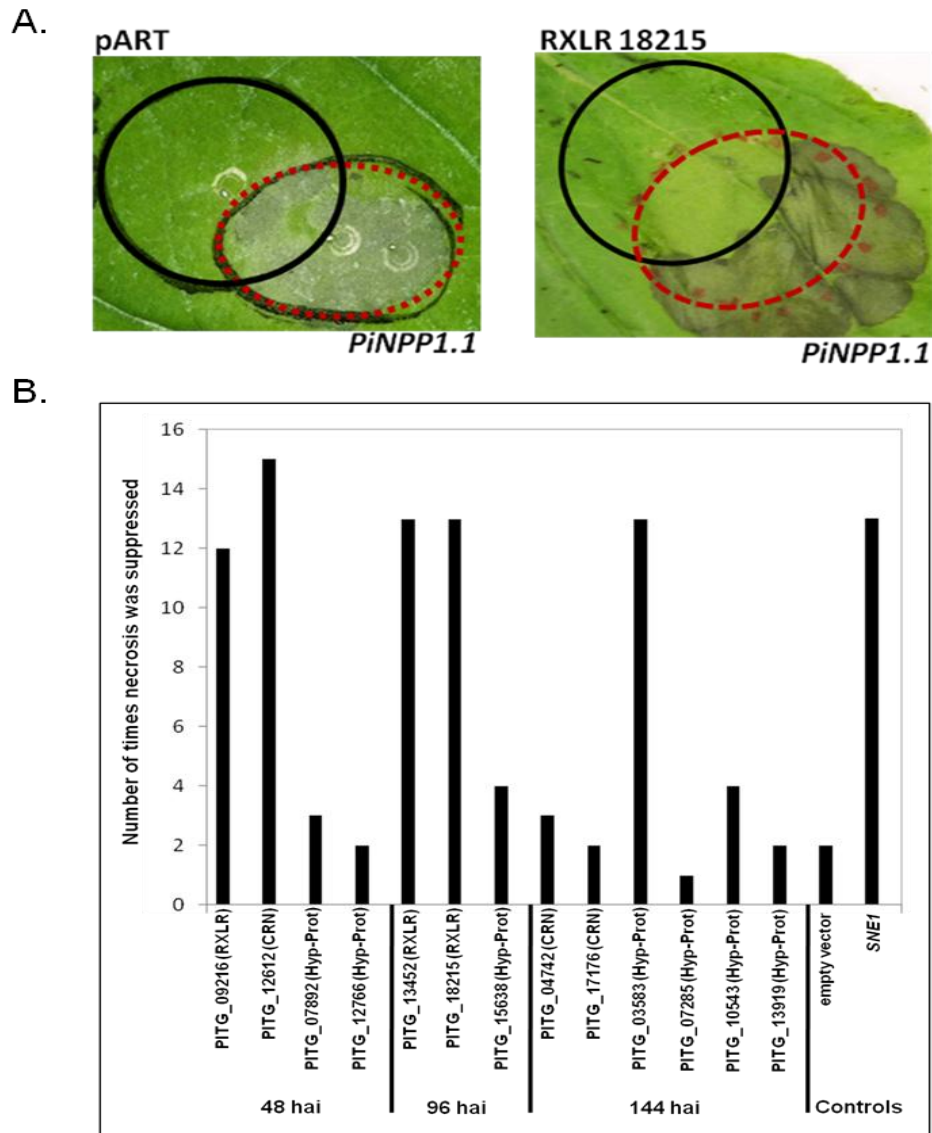 A.
pART
RXLR 18215
PiNPP1.1
PiNPP1.1
B.
Number of times necrosis was suppressed
16
14
12
10
8
6
4
2
0
PITG_09216 (RXLR)
PITG_12612 (CRN)
PITG_07892 (Hyp-Prot)
PITG_12766 (Hyp-Prot)
PITG_13452 (RXLR)
PITG_18215 (RXLR)
PITG_15638 (Hyp-Prot)
PITG_04742 (CRN)
PITG_17176 (CRN)
PITG_03583 (Hyp-Prot)
PITG_07285 (Hyp-Prot)
PITG_10543 (Hyp-Prot)
PITG_13919 (Hyp-Prot)
empty vector
SNE1
48 hai
96 hai
144 hai
Controls